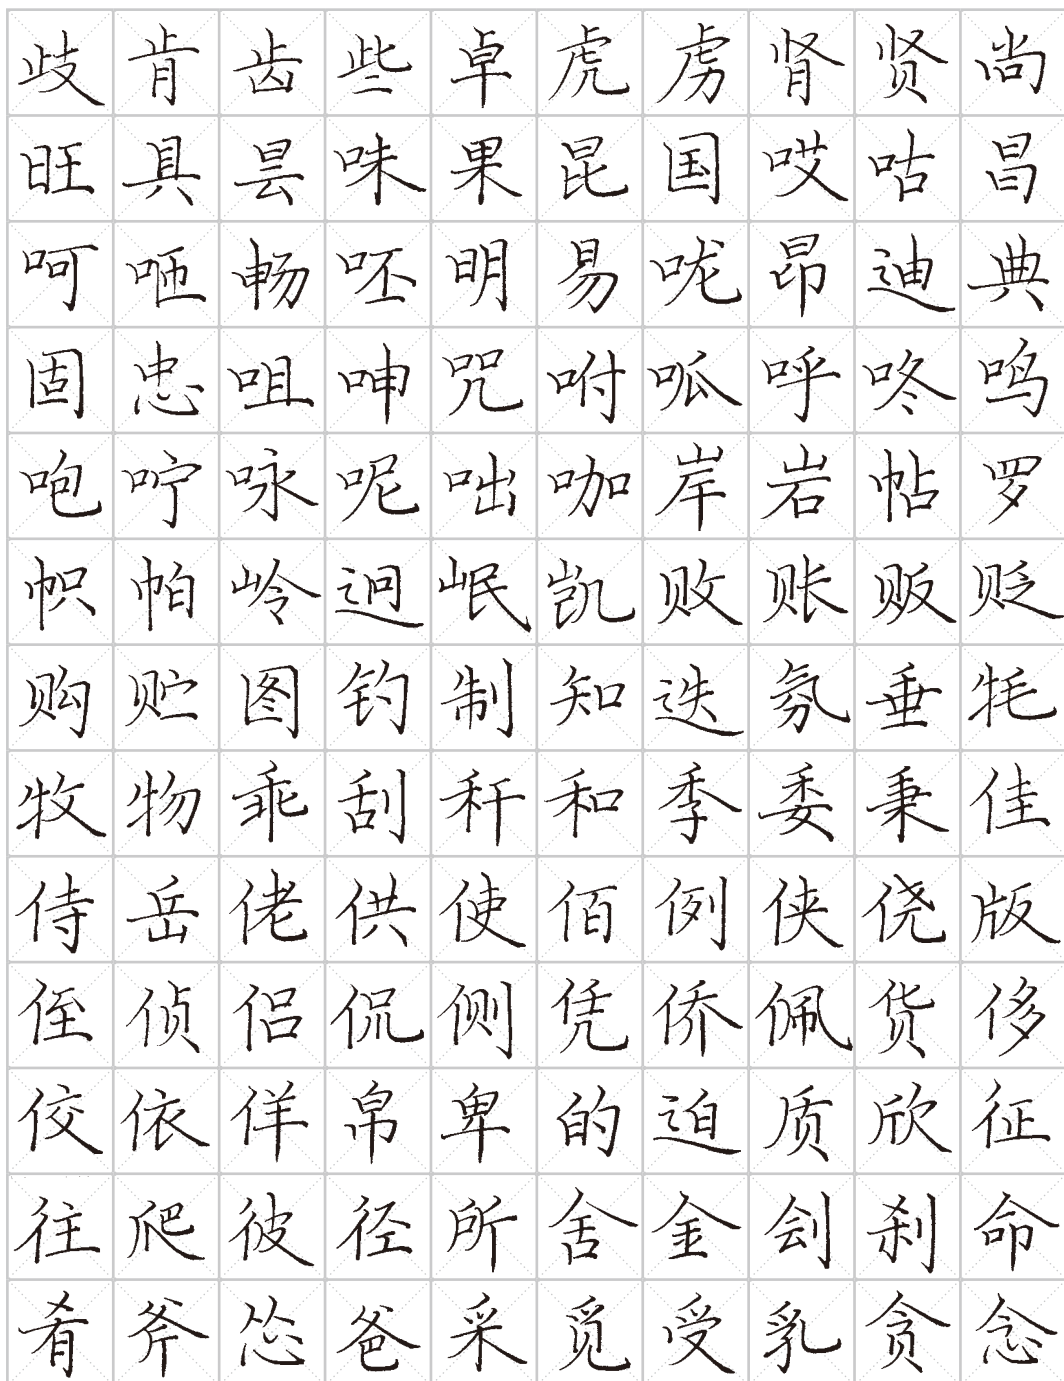 歧肯齿些卓虎虏肾贤尚
旺具昙味果昆国哎咕昌
呵咂畅呸明易咙昂迪典
固忠咀呻咒咐呱呼咚鸣
咆咛咏呢咄咖岸岩帖罗
帜帕岭迥岷凯败账贩贬
购贮图钓制知迭氛垂牦
牧物乖刮秆和季委秉佳
侍岳佬供使佰例侠侥版
侄侦侣侃侧凭侨佩货侈
佼依佯帛卑的迫质欣征
往爬彼径所舍金刽刹命
肴斧怂爸采觅受乳贪念